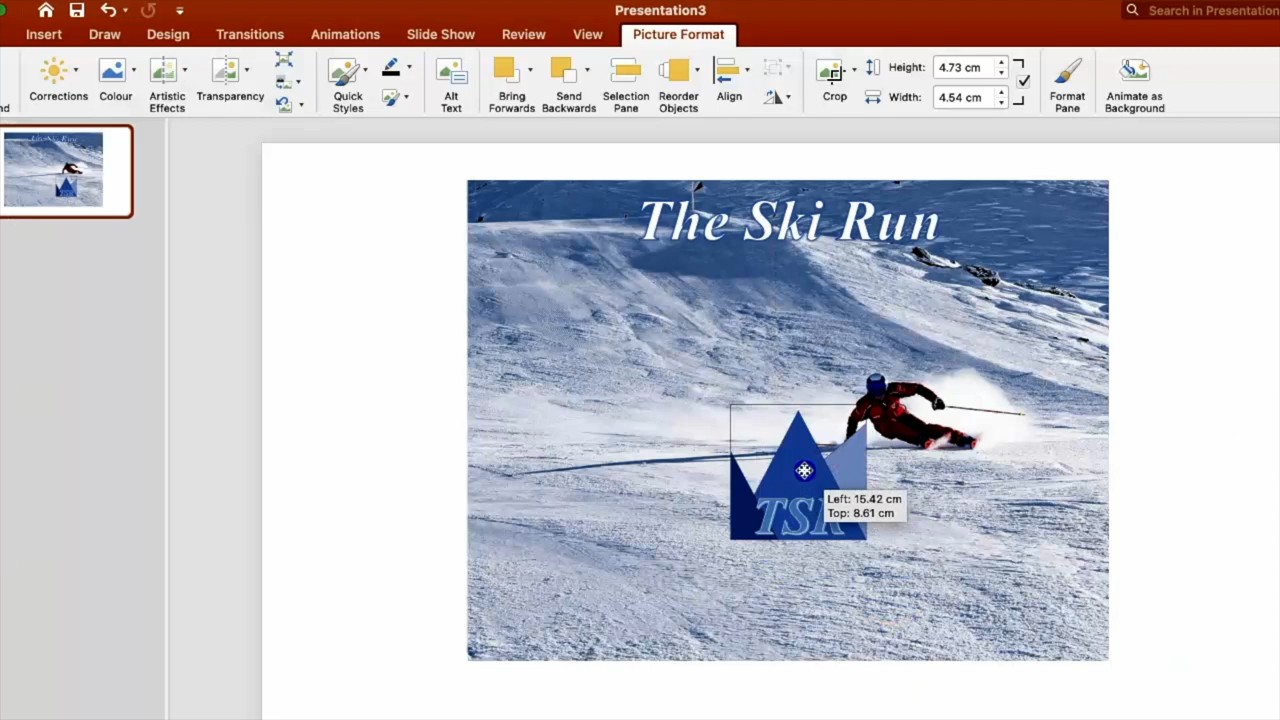 Presentation3
Search in Presentation
Insert Draw Design Transitions Animations Slide Show Review View Picture Format
Corrections Colour Artistic Effects Transparency Quick Styles Alt Text Bring Forwards Send Backwards Selection Pane Reorder Objects Align Crop Height: 4.73 cm Width: 4.54 cm Format Pane Animate as Background
The Ski Run
The Ski Run
TSR
Left: 15.42 cm
Top: 8.61 cm